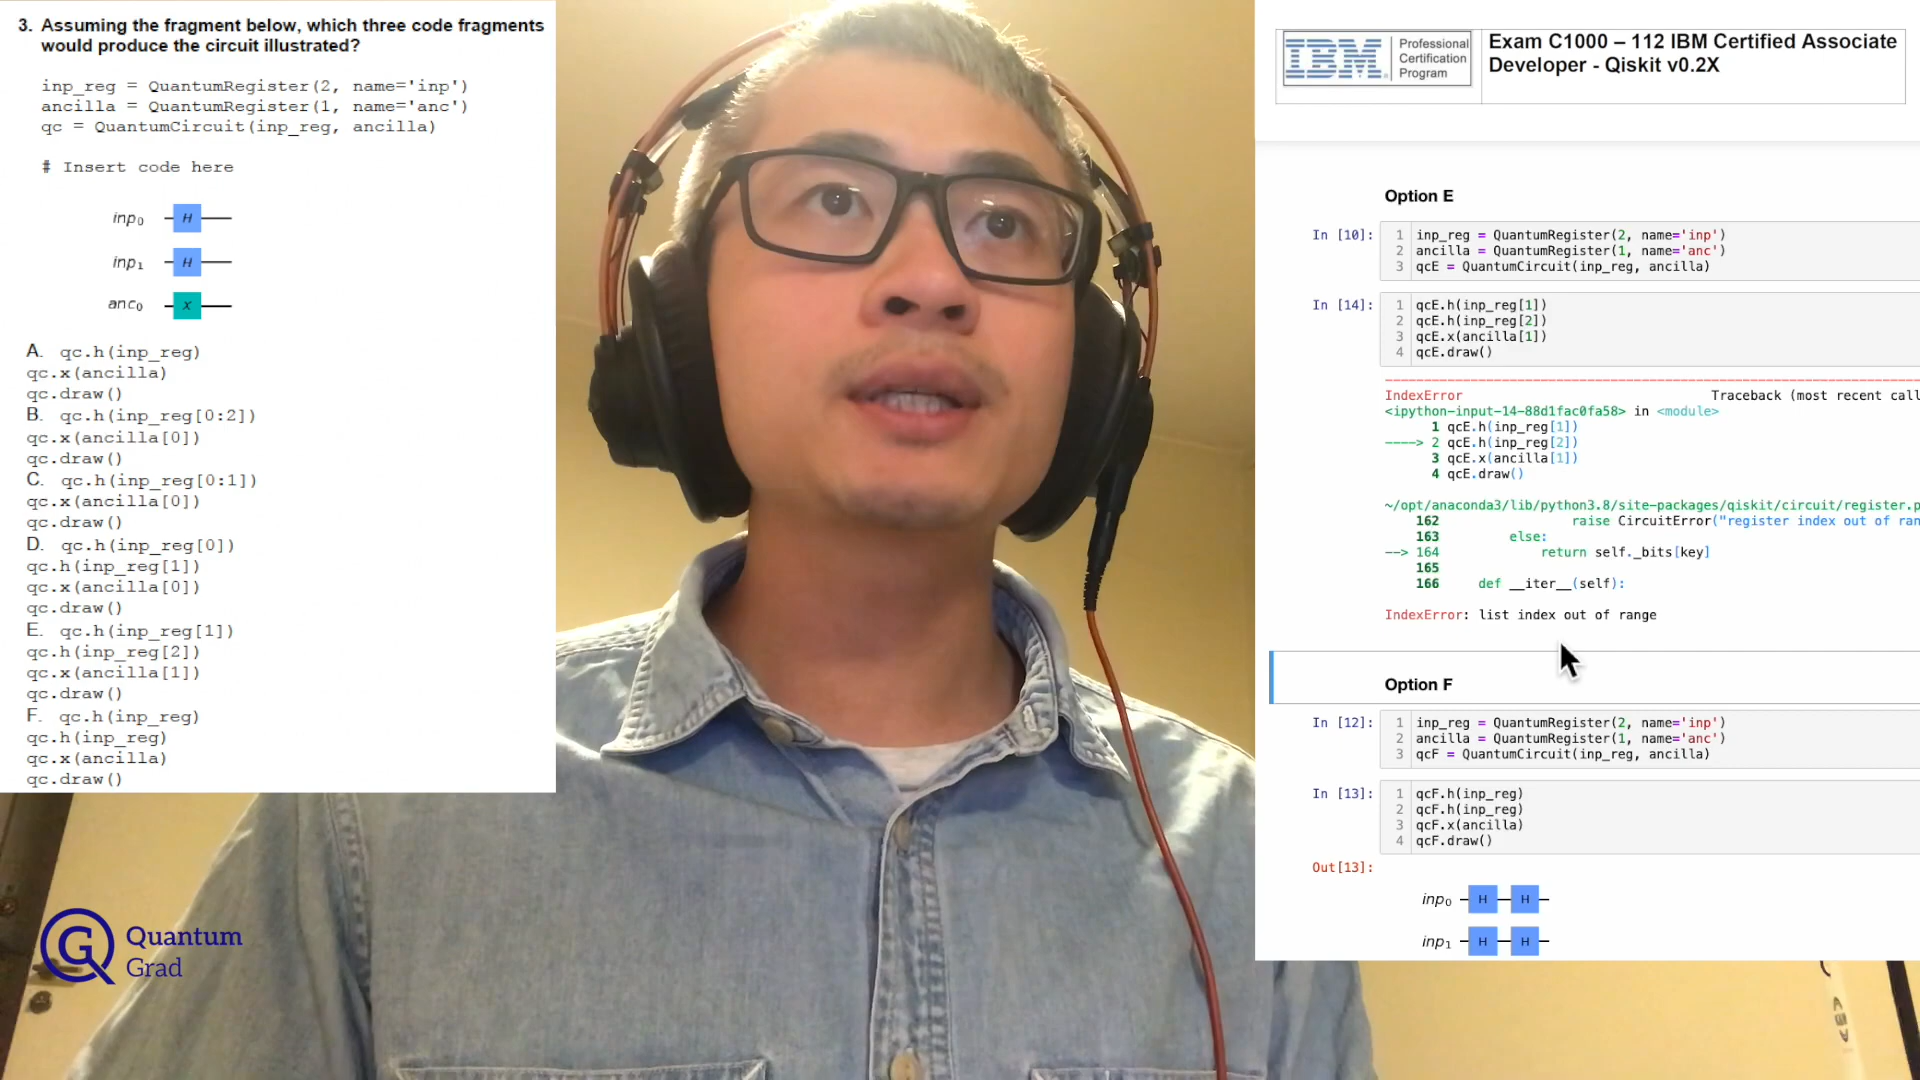 3. Assuming the fragment below, which three code fragments
would produce the circuit illustrated?
inp_reg = QuantumRegister(2, name='inp')
ancilla = QuantumRegister(1, name='anc')
qc = QuantumCircuit(inp_reg, ancilla)
# Insert code here
inp0 H
inp1 H
anc0 X
A. qc.h(inp_reg)
qc.x(ancilla)
qc.draw()
B. qc.h(inp_reg[0:2])
qc.x(ancilla[0])
qc.draw()
C. qc.h(inp_reg[0:1])
qc.x(ancilla[0])
qc.draw()
D. qc.h(inp_reg[0])
qc.h(inp_reg[1])
qc.x(ancilla[0])
qc.draw()
E. qc.h(inp_reg[1])
qc.h(inp_reg[2])
qc.x(ancilla[1])
qc.draw()
F. qc.h(inp_reg)
qc.h(inp_reg)
qc.x(ancilla)
qc.draw()
Quantum
Grad
IBM Professional
Certification
Program
Exam C1000 – 112 IBM Certified Associate
Developer - Qiskit v0.2X
Option E
In [10]: 1 inp_reg = QuantumRegister(2, name='inp')
2 ancilla = QuantumRegister(1, name='anc')
3 qcE = QuantumCircuit(inp_reg, ancilla)
In [14]: 1 qcE.h(inp_reg[1])
2 qcE.h(inp_reg[2])
3 qcE.x(ancilla[1])
4 qcE.draw()
IndexError Traceback (most recent call
<ipython-input-14-88d1fac0fa58> in <module>
1 qcE.h(inp_reg[1])
----> 2 qcE.h(inp_reg[2])
3 qcE.x(ancilla[1])
4 qcE.draw()
~/opt/anaconda3/lib/python3.8/site-packages/qiskit/circuit/register.p
162 raise CircuitError("register index out of ran
163 else:
--> 164 return self._bits[key]
165
166 def __iter__(self):
IndexError: list index out of range
Option F
In [12]: 1 inp_reg = QuantumRegister(2, name='inp')
2 ancilla = QuantumRegister(1, name='anc')
3 qcF = QuantumCircuit(inp_reg, ancilla)
In [13]: 1 qcF.h(inp_reg)
2 qcF.h(inp_reg)
3 qcF.x(ancilla)
4 qcF.draw()
Out[13]:
inp0 H H
inp1 H H